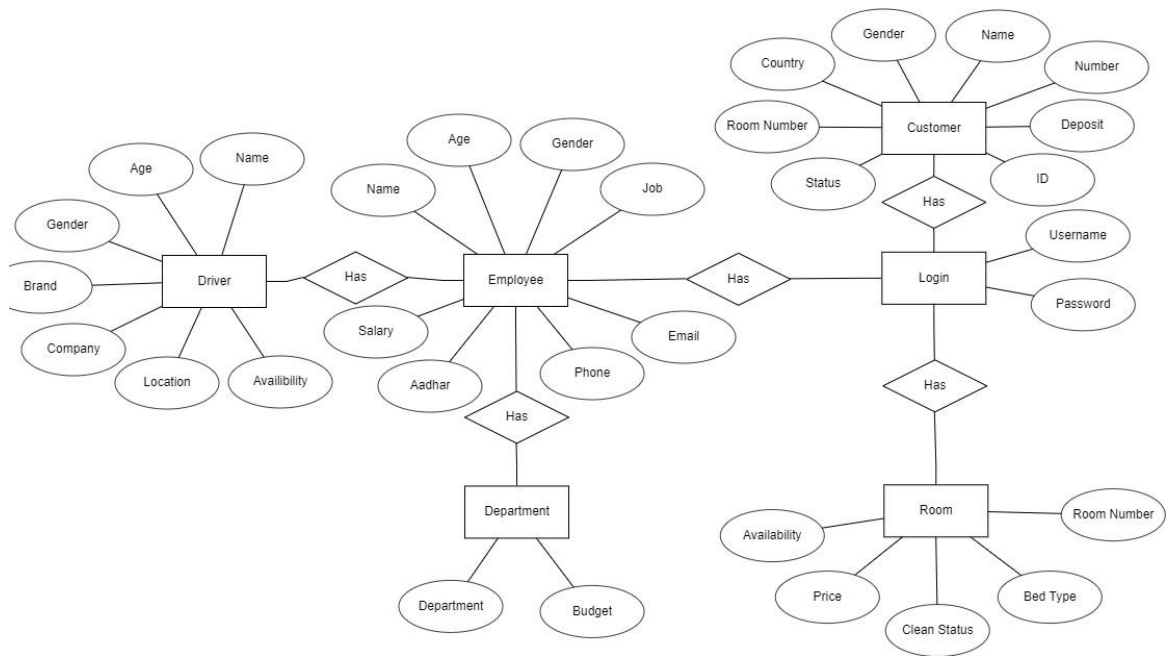 Gender
Name
Country
Number
Room Number
Customer
Deposit
Status
ID
Has
Age
Name
Gender
Brand
Driver
Company
Location
Availibility
Has
Age
Gender
Name
Job
Employee
Salary
Email
Aadhar
Phone
Has
Username
Login
Password
Has
Department
Department
Budget
Has
Room
Room Number
Availability
Price
Bed Type
Clean Status